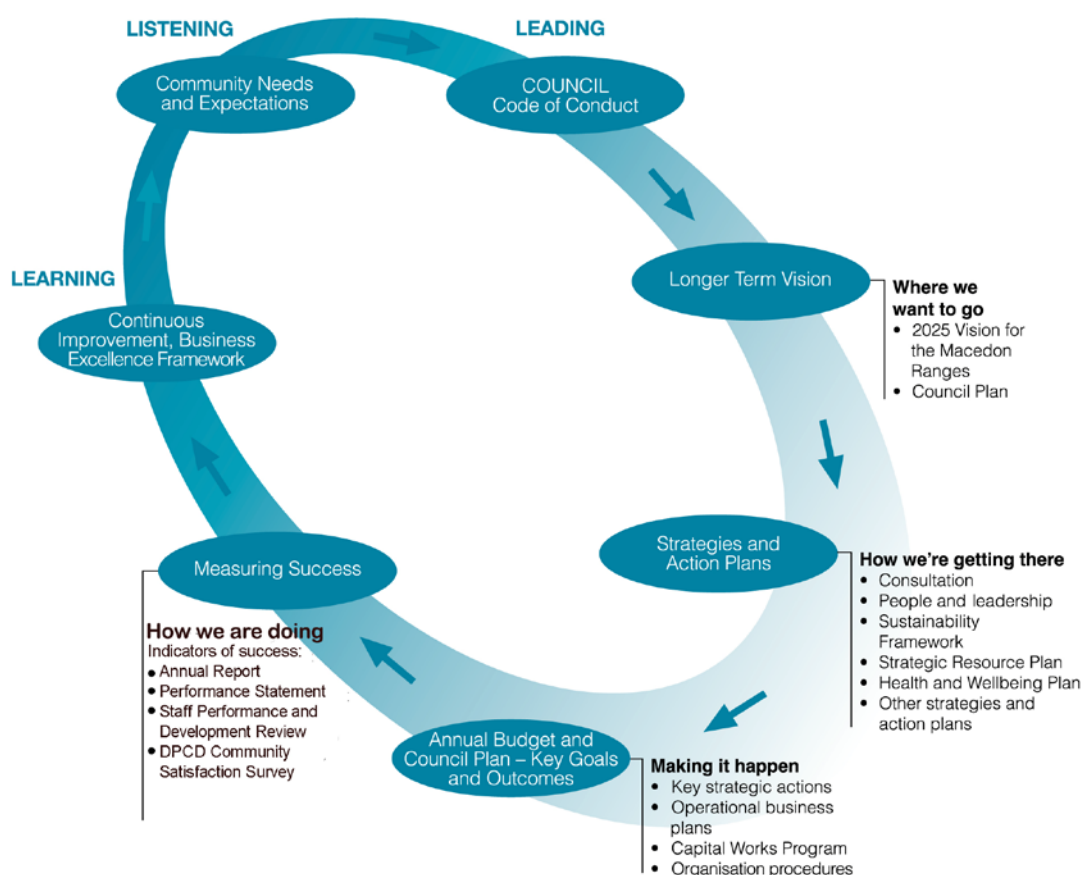 LISTENING
LEADING
Community Needs
and Expectations
COUNCIL
Code of Conduct
Longer Term Vision
Where we
want to go
• 2025 Vision for
the Macedon
Ranges
• Council Plan
LEARNING
Continuous
Improvement, Business
Excellence Framework
Strategies and
Action Plans
How we're getting there
• Consultation
• People and leadership
• Sustainability
Framework
• Strategic Resource Plan
• Health and Wellbeing Plan
• Other strategies and
action plans
Measuring Success
How we are doing
Indicators of success:
• Annual Report
• Performance Statement
• Staff Performance and
Development Review
• DPCD Community
Satisfaction Survey
Annual Budget and
Council Plan – Key Goals
and Outcomes
Making it happen
• Key strategic actions
• Operational business
plans
• Capital Works Program
• Organisation procedures